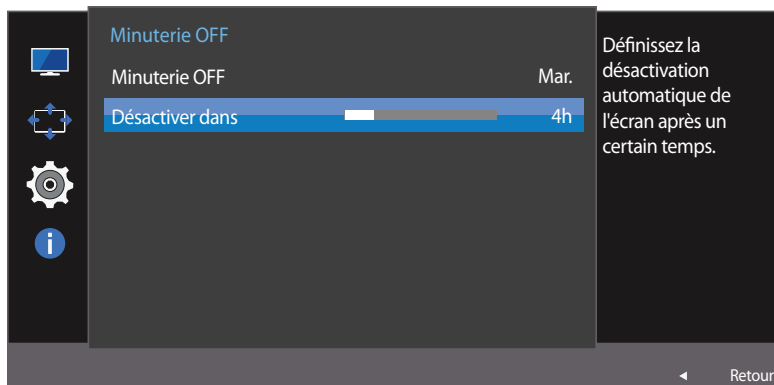 Minuterie OFF
Minuterie OFF Mar.
Désactiver dans 4h
Définissez la
désactivation
automatique de
l'écran après un
certain temps.
Retour